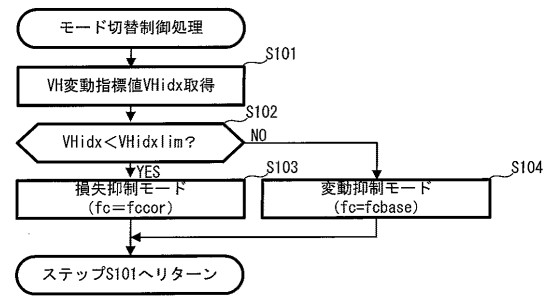 モード切替制御処理
S101
VH変動指標値VHidx取得
S102
VHidx＜VHidxlim？
NO
YES
S103
損失抑制モード
(fc＝fccor)
S104
変動抑制モード
(fc=fcbase)
ステップS101へリターン